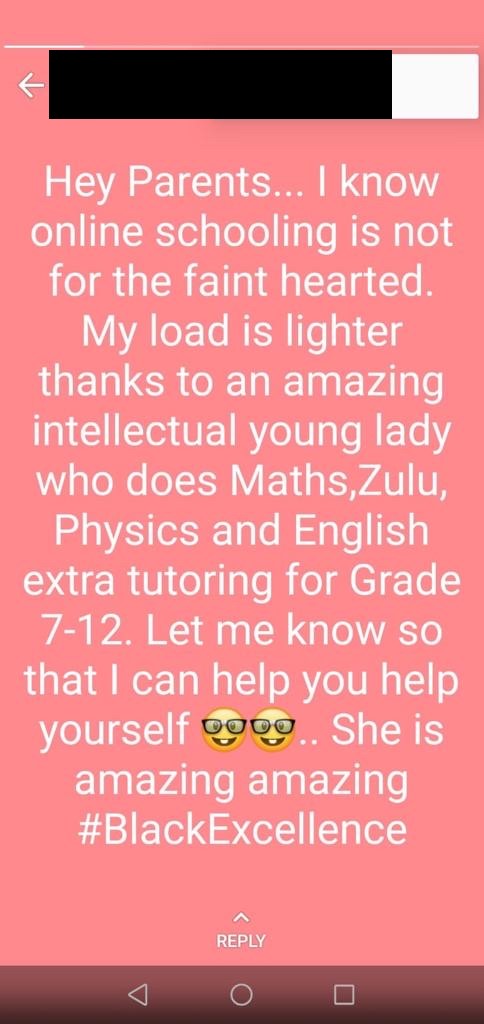 Hey Parents... I know
online schooling is not
for the faint hearted.
My load is lighter
thanks to an amazing
intellectual young lady
who does Maths,Zulu,
Physics and English
extra tutoring for Grade
7-12. Let me know so
that I can help you help
yourself 🤓🤓.. She is
amazing amazing
#BlackExcellence
REPLY